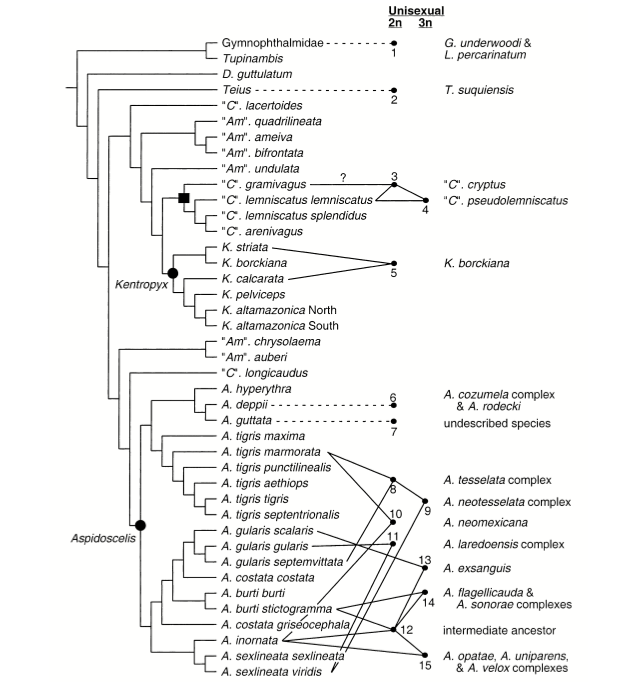 Unisexual
2n 3n
Gymnophthalmidae 1 G. underwoodi &
L. percarinatum
Tupinambis
D. guttulatum
Teius 2 T. suquiensis
"C". lacertoides
"Am". quadrilineata
"Am". ameiva
"Am". bifrontata
"Am". undulata
"C". gramivagus ? 3 "C". cryptus
"C". lemniscatus lemniscatus 4 "C". pseudolemniscatus
"C". lemniscatus splendidus
"C". arenivagus
K. striata
K. borckiana 5 K. borckiana
K. calcarata
Kentropyx
K. pelviceps
K. altamazonica North
K. altamazonica South
"Am". chrysolaema
"Am". auberi
"C". longicaudus
A. hyperythra
A. deppii 6 A. cozumela complex
& A. rodecki
A. guttata 7 undescribed species
A. tigris maxima
A. tigris marmorata
A. tigris punctilinealis
A. tigris aethiops 8 A. tesselata complex
A. tigris tigris 9 A. neotesselata complex
A. tigris septentrionalis 10 A. neomexicana
Aspidoscelis
A. gularis scalaris
A. gularis gularis 11 A. laredoensis complex
A. gularis septemvittata 13 A. exsanguis
A. costata costata
A. burti burti 14 A. flagellicauda &
A. sonorae complexes
A. burti stictogramma
A. costata griseocephala 12 intermediate ancestor
A. inornata
A. sexlineata sexlineata 15 A. opatae, A. uniparens,
& A. velox complexes
A. sexlineata viridis